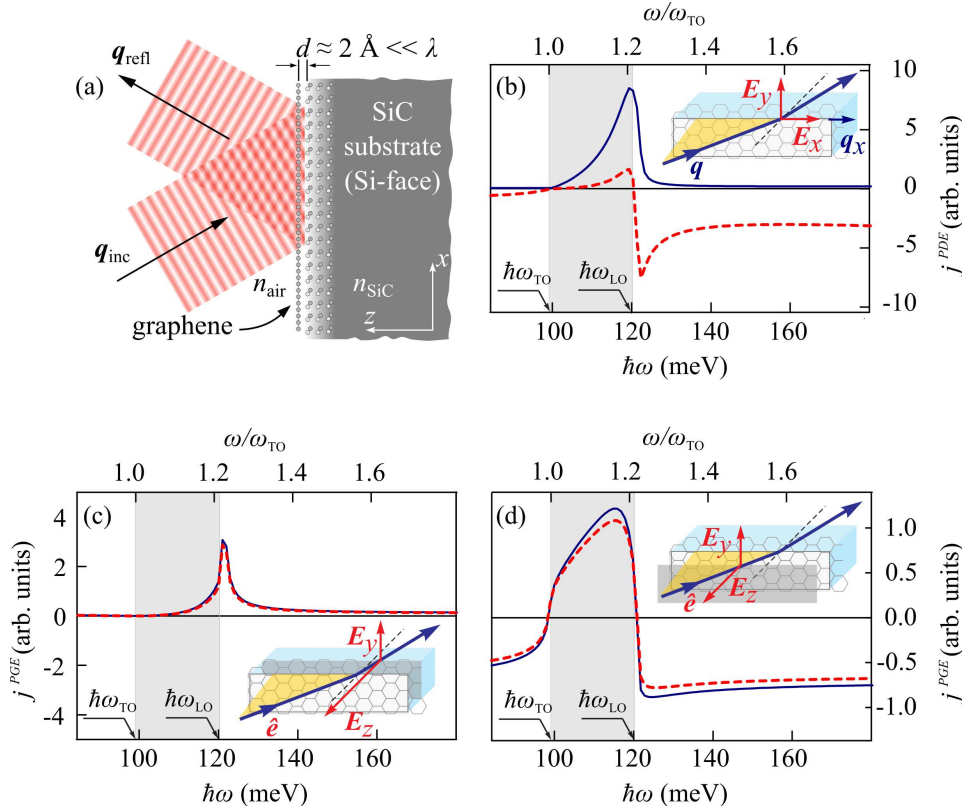 (a)
q_refl
d ≈ 2 Å << λ
SiC
substrate
(Si-face)
q_inc
n_air
n_SiC
x
z
graphene
ω/ω_TO
1.0 1.2 1.4 1.6
(b)
E_y
E_x
q_x
q
10
5
0
-5
-10
j^PDE (arb. units)
ħω_TO
ħω_LO
100 120 140 160
ħω (meV)
ω/ω_TO
1.0 1.2 1.4 1.6
(c)
4
2
0
-2
-4
j^PGE (arb. units)
E_y
E_z
ê
ħω_TO
ħω_LO
100 120 140 160
ħω (meV)
ω/ω_TO
1.0 1.2 1.4 1.6
(d)
E_y
E_z
ê
1.0
0.5
0.0
-0.5
-1.0
j^PGE (arb. units)
ħω_TO
ħω_LO
100 120 140 160
ħω (meV)